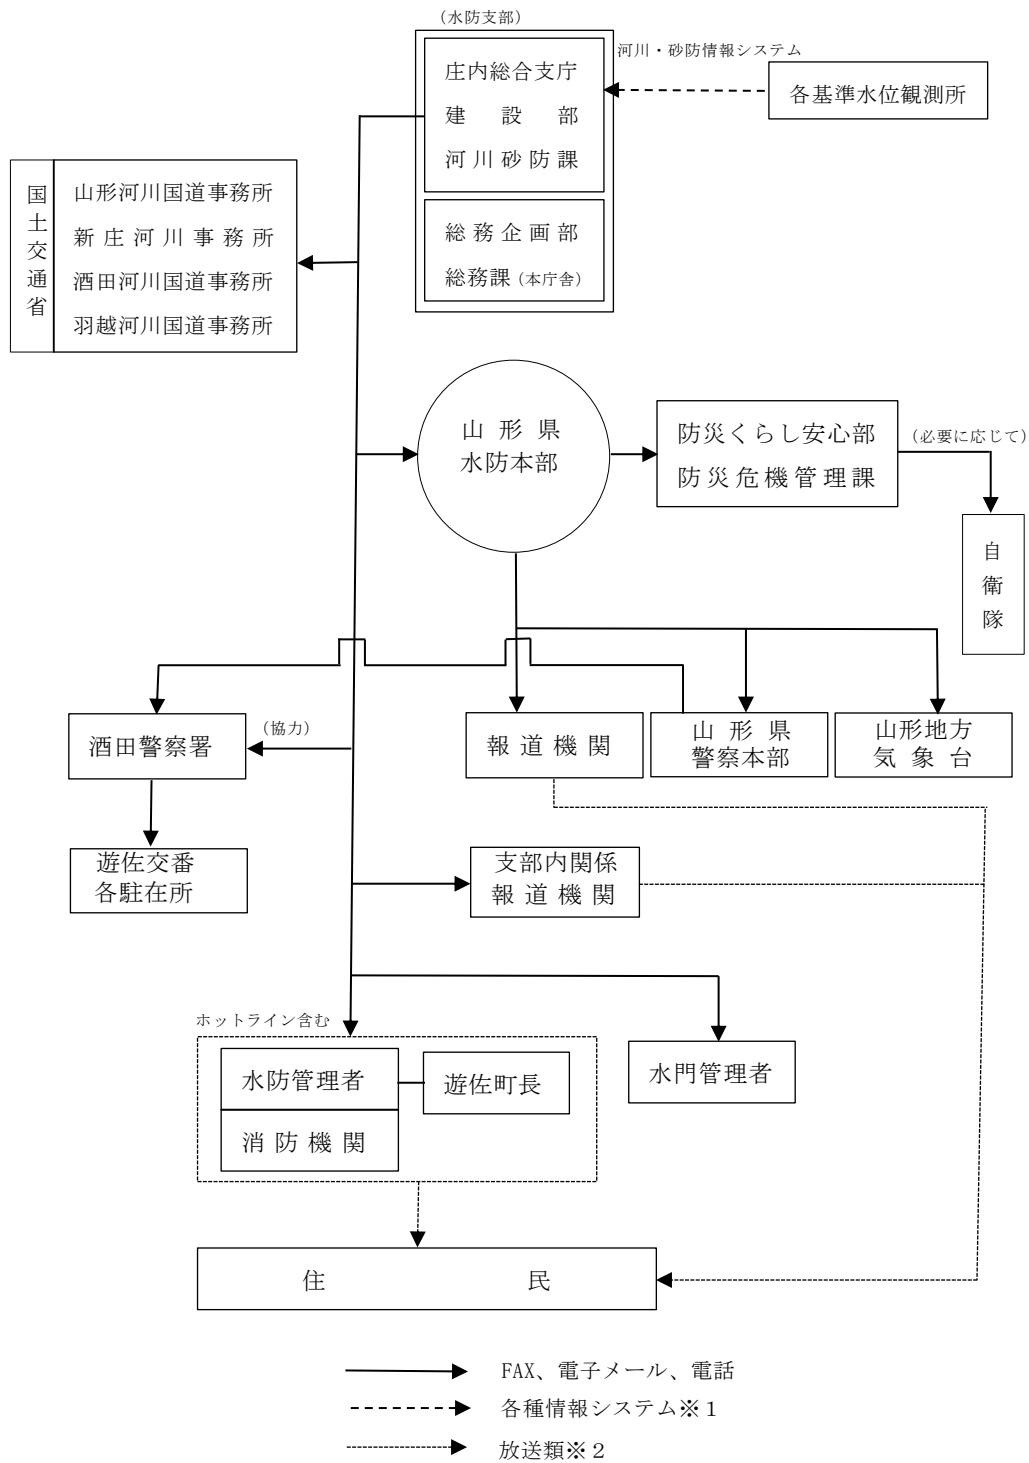 (水防支部)
庄内総合支庁
建設部
河川砂防課
総務企画部
総務課(本庁舎)
河川・砂防情報システム
各基準水位観測所
国土交通省
山形河川国道事務所
新庄河川事務所
酒田河川国道事務所
羽越河川国道事務所
山形県
水防本部
防災くらし安心部
防災危機管理課
(必要に応じて)
自衛隊
酒田警察署
(協力)
報道機関
山形県
警察本部
山形地方
気象台
遊佐交番
各駐在所
支部内関係
報道機関
ホットライン含む
水防管理者
遊佐町長
消防機関
水門管理者
住民
FAX、電子メール、電話
各種情報システム※1
放送類※2